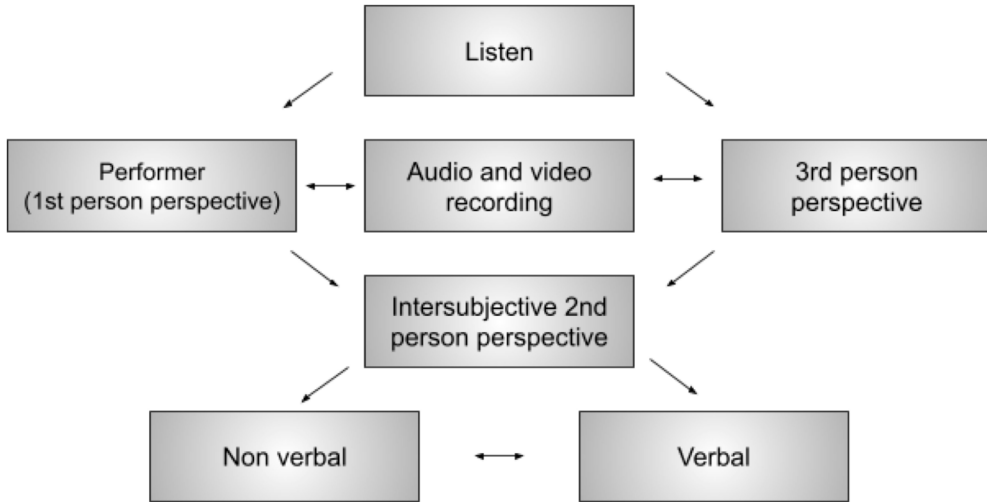 Listen
Performer
(1st person perspective)
Audio and video
recording
3rd person
perspective
Intersubjective 2nd
person perspective
Non verbal
Verbal